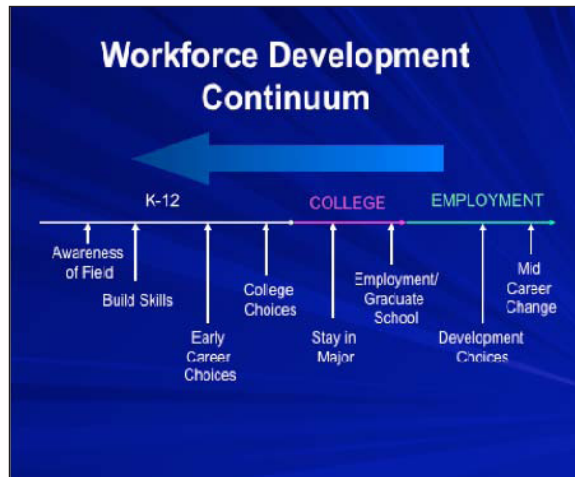 Workforce Development
Continuum
K-12
COLLEGE
EMPLOYMENT
Awareness
of Field
Build Skills
Early
Career
Choices
College
Choices
Stay in
Major
Employment/
Graduate
School
Development
Choices
Mid
Career
Change